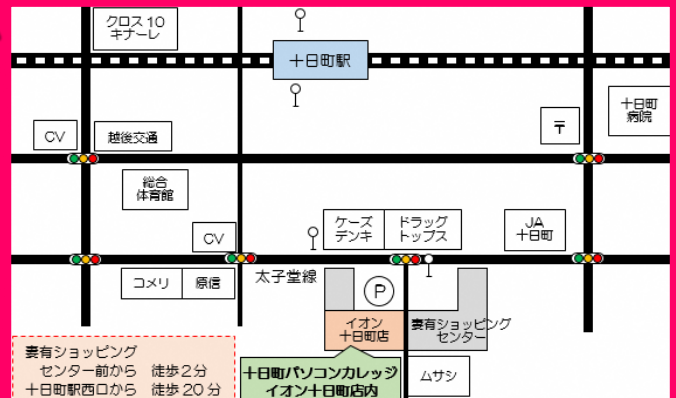 クロス10
キナーレ
十日町駅
十日町
病院
〒
CV
越後交通
総合
体育館
CV
ケーズ
デンキ
ドラッグ
トップス
JA
十日町
コメリ
原信
太子堂線
P
イオン
十日町店
妻有ショッピング
センター
ムサシ
妻有ショッピング
センター前から 徒歩2分
十日町駅西口から 徒歩20分
十日町パソコンカレッジ
イオン十日町店内